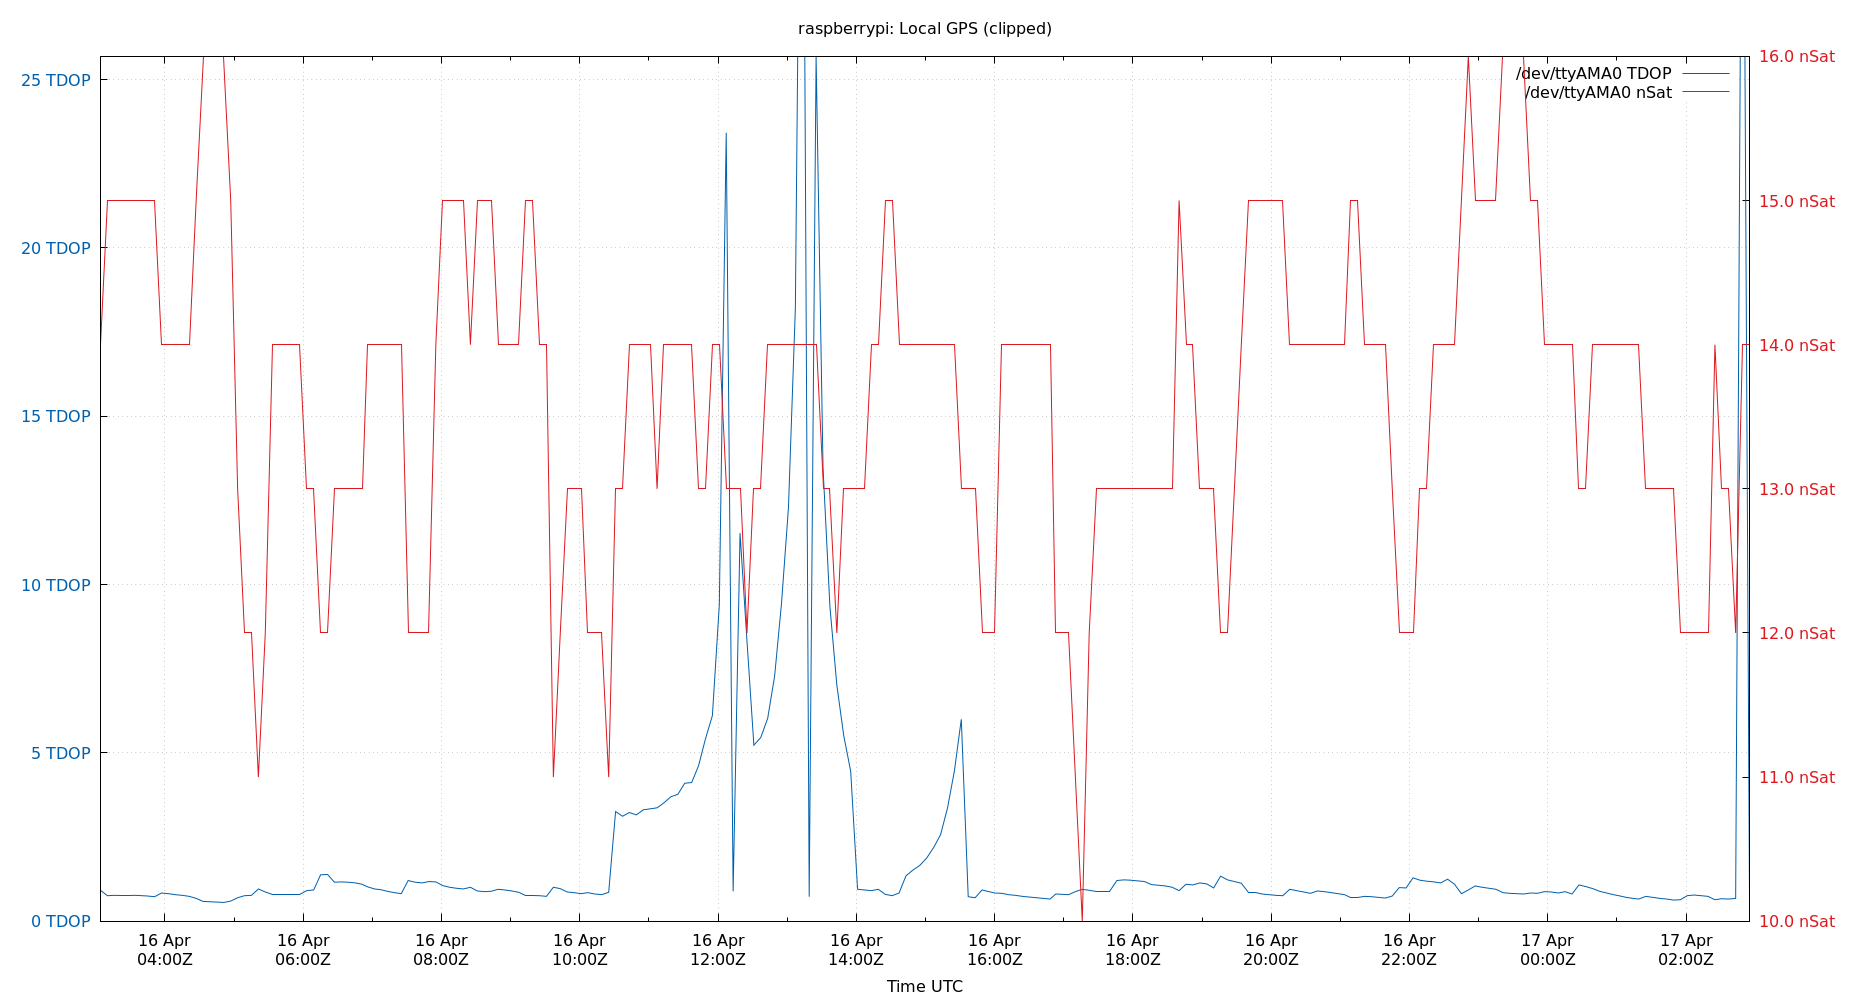 raspberrypi: Local GPS (clipped)
25 TDOP
20 TDOP
15 TDOP
10 TDOP
5 TDOP
0 TDOP
16.0 nSat
15.0 nSat
14.0 nSat
13.0 nSat
12.0 nSat
11.0 nSat
10.0 nSat
/dev/ttyAMA0 TDOP
/dev/ttyAMA0 nSat
16 Apr
04:00Z
16 Apr
06:00Z
16 Apr
08:00Z
16 Apr
10:00Z
16 Apr
12:00Z
16 Apr
14:00Z
16 Apr
16:00Z
16 Apr
18:00Z
16 Apr
20:00Z
16 Apr
22:00Z
17 Apr
00:00Z
17 Apr
02:00Z
Time UTC